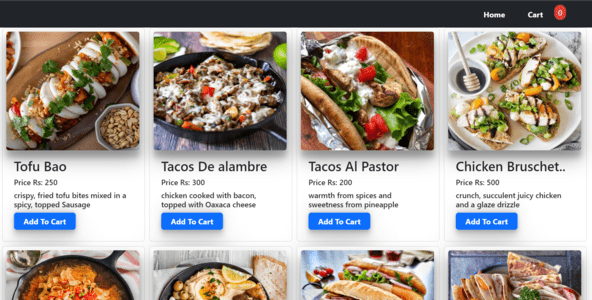 Home Cart 0
Tofu Bao
Price Rs: 250
crispy, fried tofu bites mixed in a
spicy, topped Sausage
Add To Cart
Tacos De alambre
Price Rs: 300
chicken cooked with bacon,
topped with Oaxaca cheese
Add To Cart
Tacos Al Pastor
Price Rs: 200
warmth from spices and
sweetness from pineapple
Add To Cart
Chicken Bruschet..
Price Rs: 500
crunch, succulent juicy chicken
and a glaze drizzle
Add To Cart